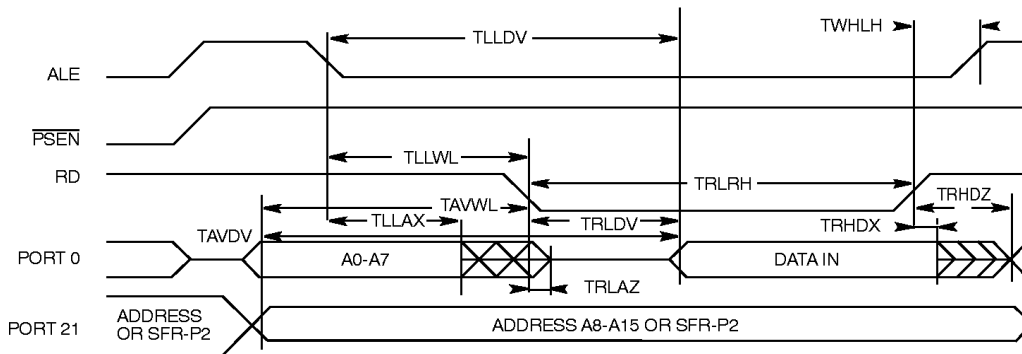 TLLDV
TWHLH
ALE
PSEN
TLLWL
RD
TRLRH
TAVWL
TRHDZ
TLLAX
TRLDV
TRHDX
TAVDV
PORT 0
A0-A7
DATA IN
TRLAZ
ADDRESS
OR SFR-P2
PORT 21
ADDRESS A8-A15 OR SFR-P2